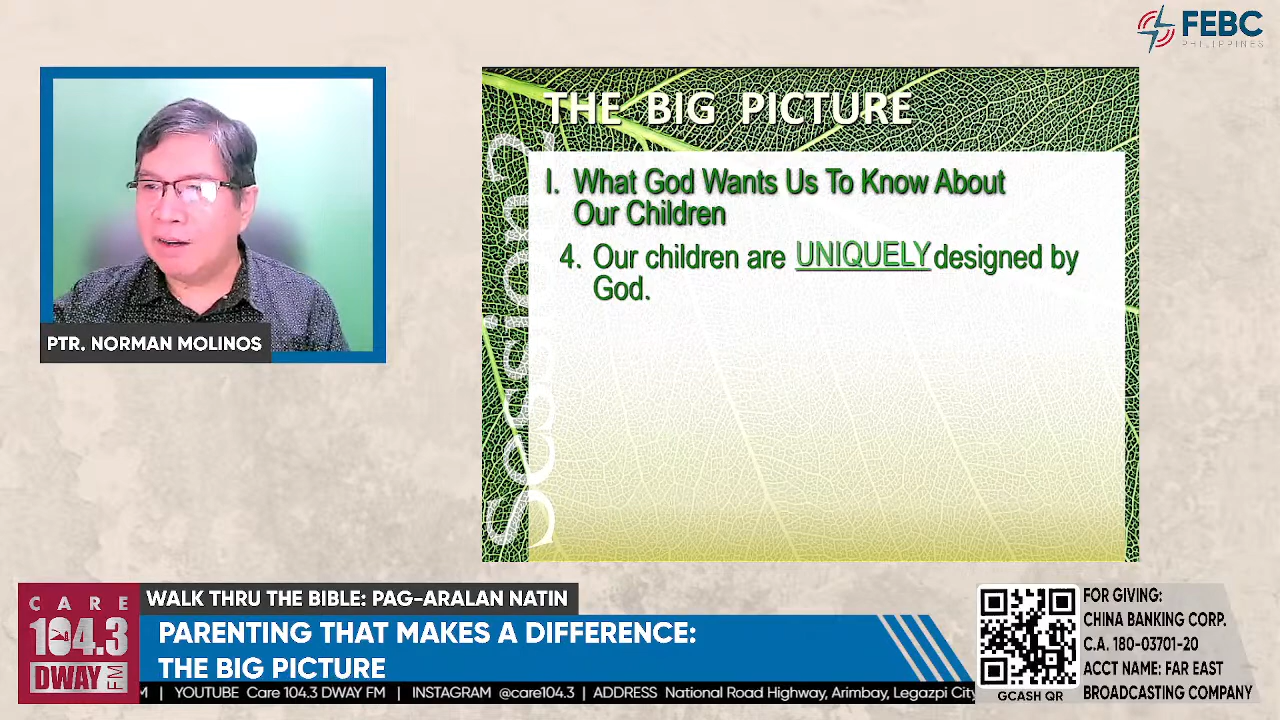 FEBC
PHILIPPINES
THE BIG PICTURE
Session 2
I. What God Wants Us To Know About
Our Children
4. Our children are UNIQUELY designed by
God.
PTR. NORMAN MOLINOS
CARE
104.3
DWAY FM
WALK THRU THE BIBLE: PAG-ARALAN NATIN
PARENTING THAT MAKES A DIFFERENCE:
THE BIG PICTURE
M | YOUTUBE Care 104.3 DWAY FM | INSTAGRAM @care104.3 | ADDRESS National Road Highway, Arimbay, Legazpi City
GCASH QR
FOR GIVING:
CHINA BANKING CORP.
C.A. 180-03701-20
ACCT NAME: FAR EAST
BROADCASTING COMPANY